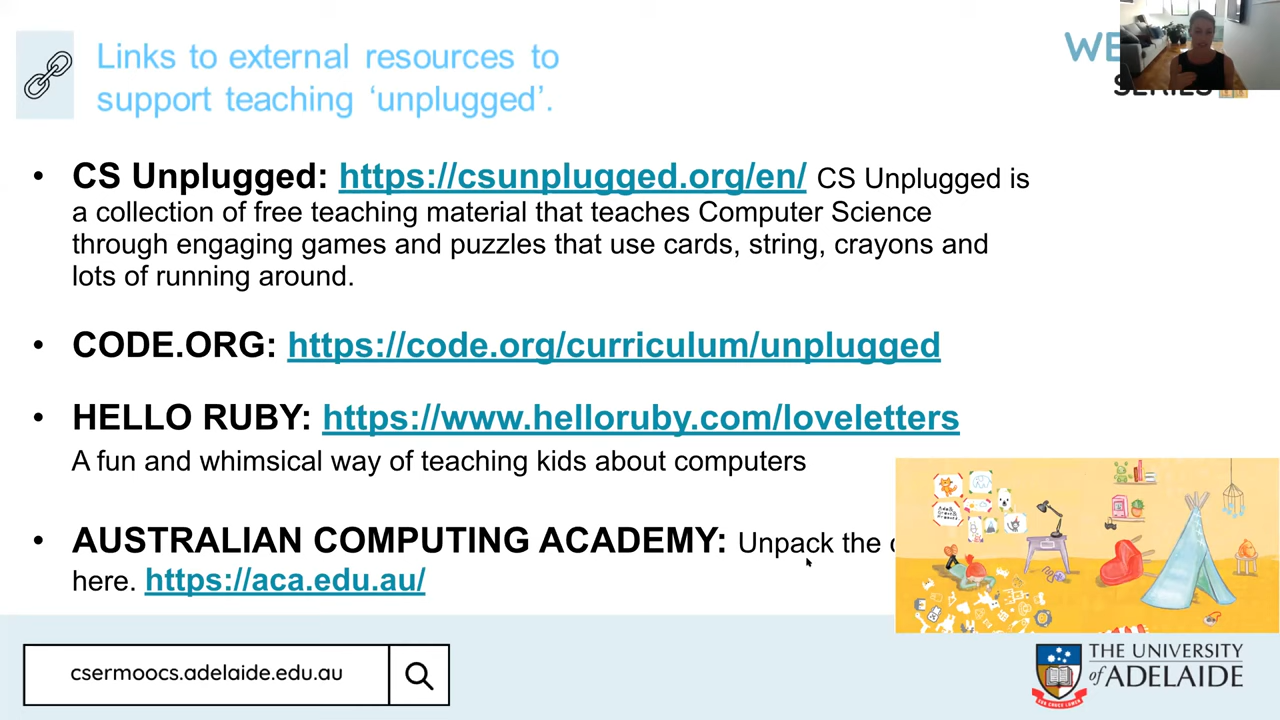 Links to external resources to
support teaching ‘unplugged’.
WE
SERIES
• CS Unplugged: https://csunplugged.org/en/ CS Unplugged is
a collection of free teaching material that teaches Computer Science
through engaging games and puzzles that use cards, string, crayons and
lots of running around.
• CODE.ORG: https://code.org/curriculum/unplugged
• HELLO RUBY: https://www.helloruby.com/loveletters
A fun and whimsical way of teaching kids about computers
• AUSTRALIAN COMPUTING ACADEMY: Unpack the
here. https://aca.edu.au/
csermoocs.adelaide.edu.au
THE UNIVERSITY
of ADELAIDE